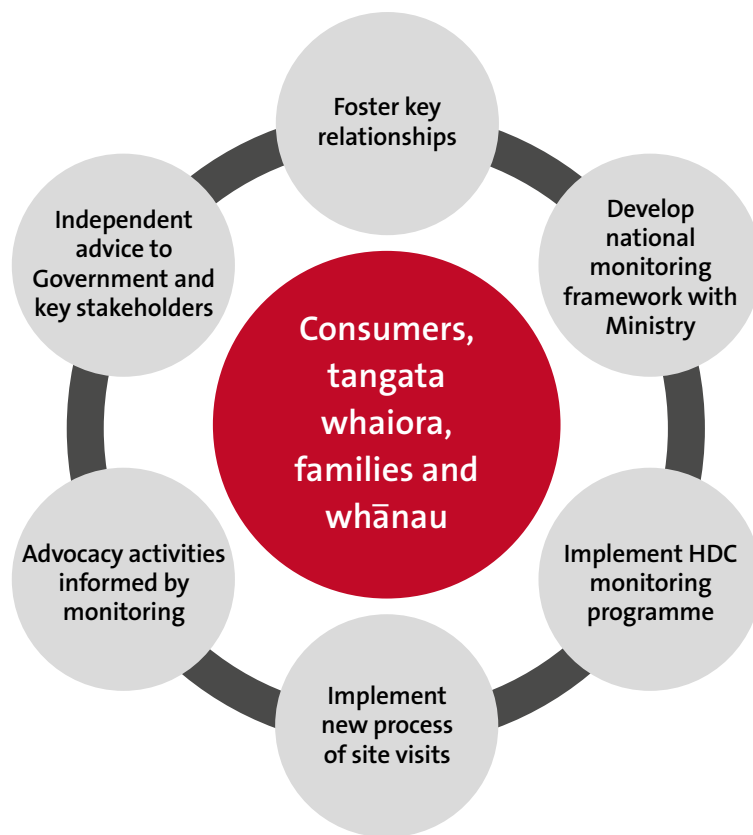 Foster key
relationships
Develop
national
monitoring
framework with
Ministry
Implement HDC
monitoring
programme
Implement
new process
of site visits
Advocacy activities
informed by
monitoring
Independent
advice to
Government and
key stakeholders
Consumers,
tangata
whaiora,
families and
whānau